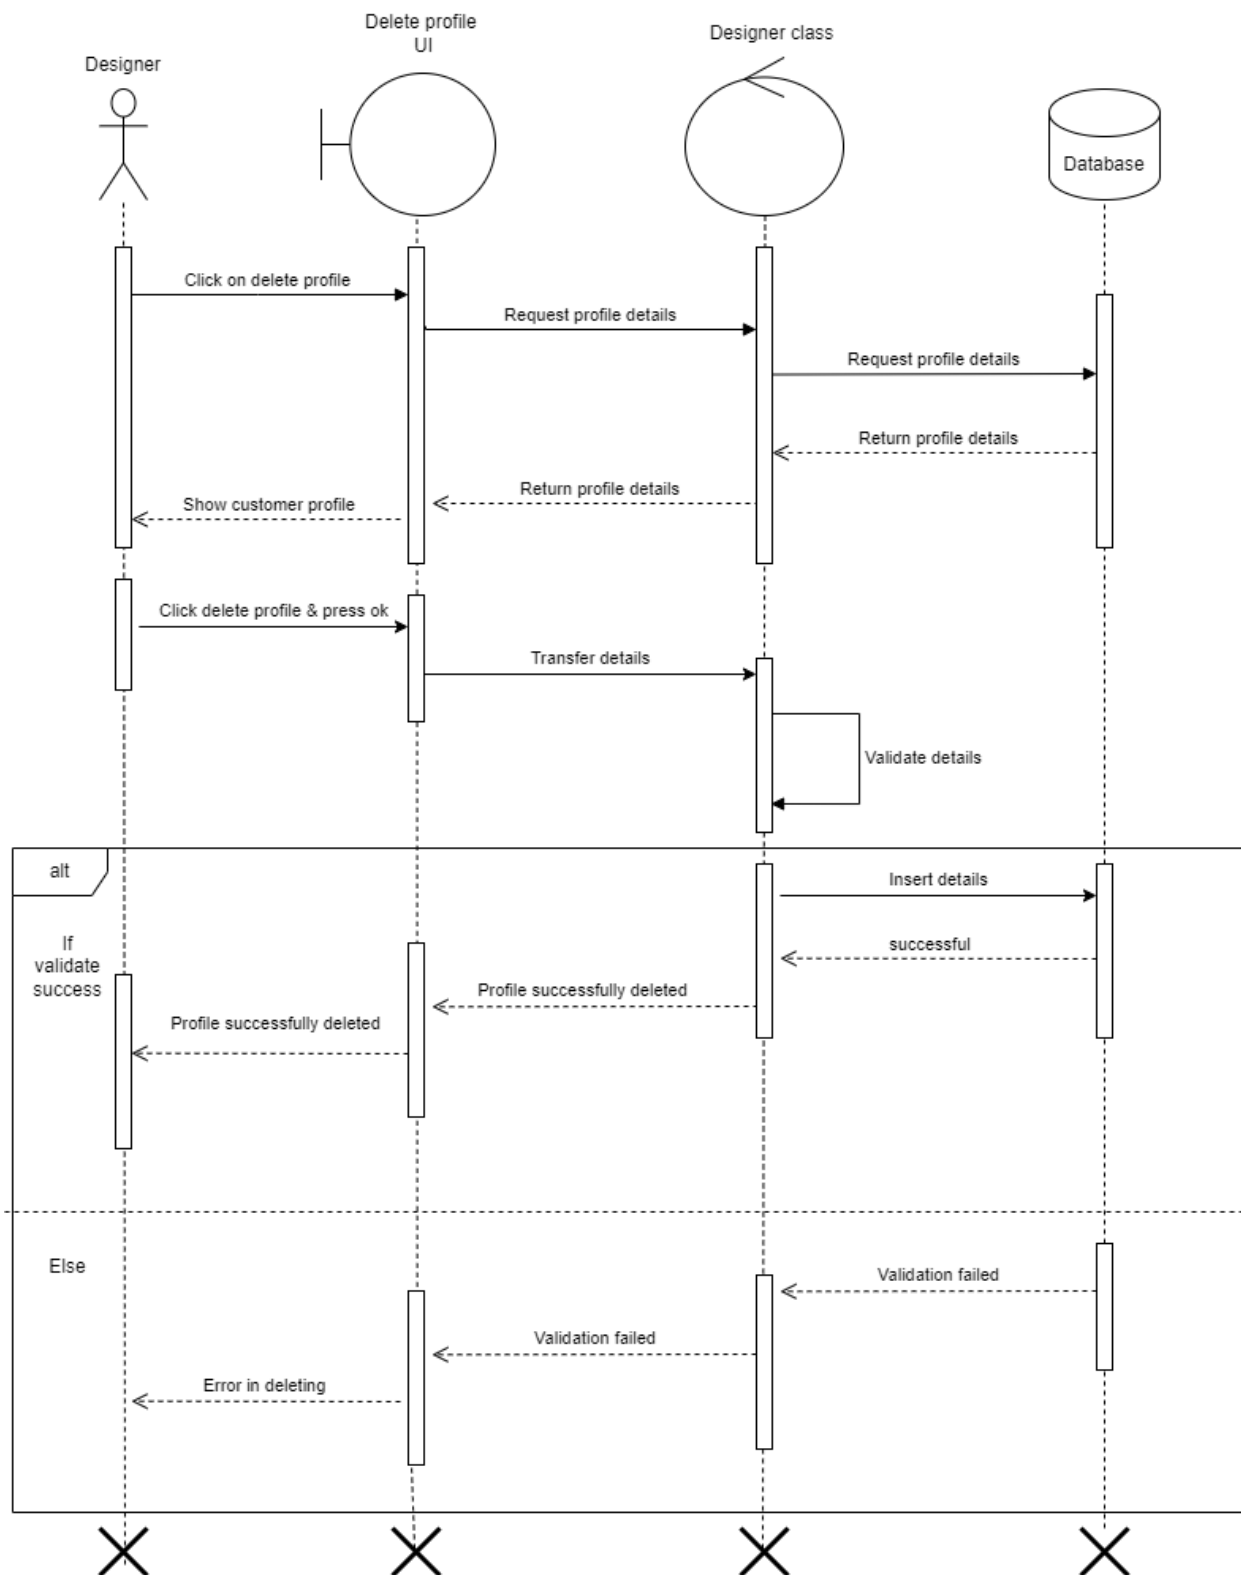 Delete profile
UI
Designer class
Designer
Database
Click on delete profile
Request profile details
Request profile details
Return profile details
Return profile details
Show customer profile
Click delete profile & press ok
Transfer details
Validate details
alt
Insert details
If
validate
success
successful
Profile successfully deleted
Profile successfully deleted
Else
Validation failed
Validation failed
Error in deleting